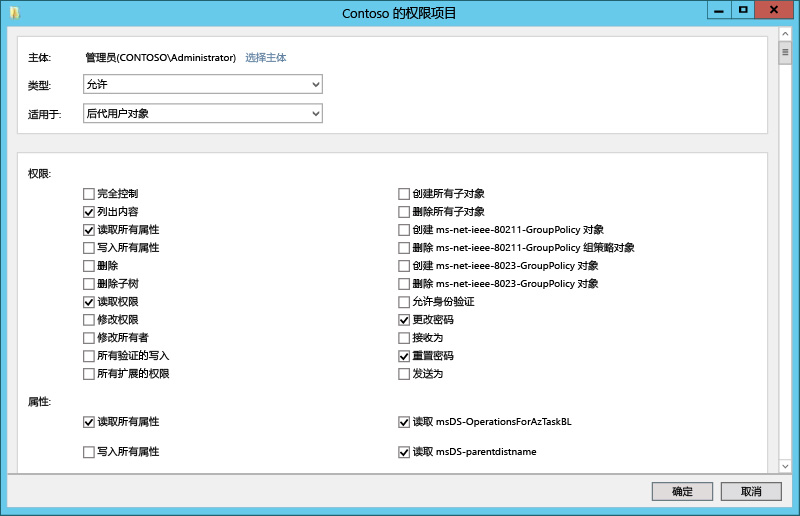 Contoso 的权限项目
主体: 管理员(CONTOSO\Administrator) 选择主体
类型: 允许
适用于: 后代用户对象
权限:
完全控制 创建所有子对象
列出内容 删除所有子对象
读取所有属性 创建 ms-net-ieee-80211-GroupPolicy 对象
写入所有属性 删除 ms-net-ieee-80211-GroupPolicy 组策略对象
删除 创建 ms-net-ieee-8023-GroupPolicy 对象
删除子树 删除 ms-net-ieee-8023-GroupPolicy 对象
读取权限 允许身份验证
修改权限 更改密码
修改所有者 接收为
所有验证的写入 重置密码
所有扩展的权限 发送为
属性:
读取所有属性 读取 msDS-OperationsForAzTaskBL
写入所有属性 读取 msDS-parentdistname
确定 取消